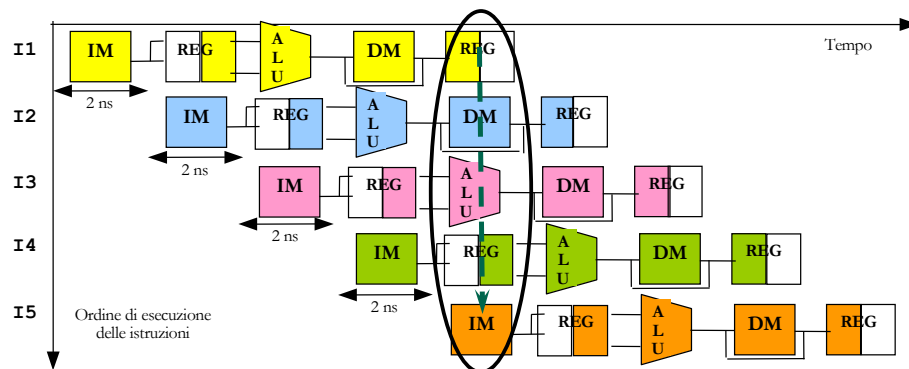 I1
IM
REG
A
L
U
DM
REG
Tempo
2 ns
I2
IM
REG
A
L
U
DM
REG
2 ns
I3
IM
REG
A
L
U
DM
REG
2 ns
I4
IM
REG
A
L
U
DM
REG
2 ns
I5
IM
REG
A
L
U
DM
REG
Ordine di esecuzione
delle istruzioni